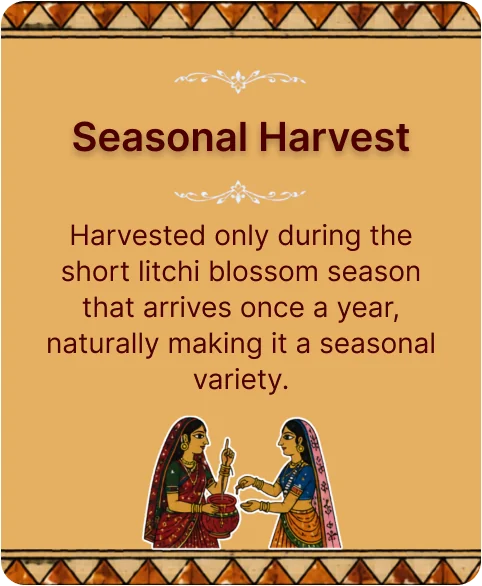 Seasonal Harvest
Harvested only during the
short litchi blossom season
that arrives once a year,
naturally making it a seasonal
variety.